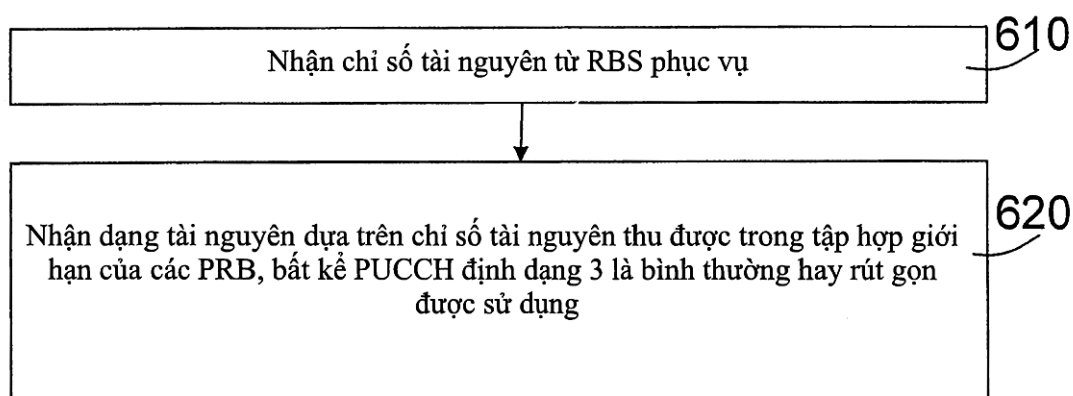 610
Nhận chỉ số tài nguyên từ RBS phục vụ
620
Nhận dạng tài nguyên dựa trên chỉ số tài nguyên thu được trong tập hợp giới
hạn của các PRB, bất kể PUCCH định dạng 3 là bình thường hay rút gọn
được sử dụng